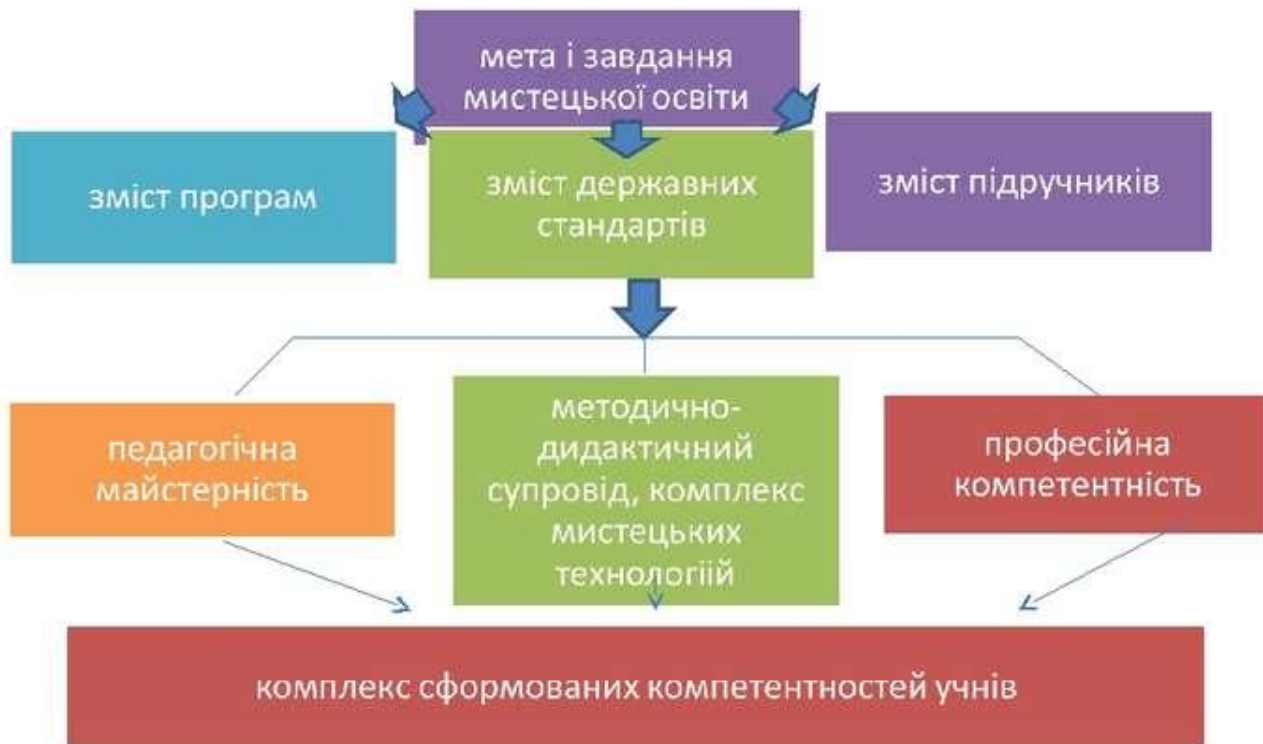 мета і завдання
мистецької освіти
зміст програм
зміст державних
стандартів
зміст підручників
педагогічна
майстерність
методично-
дидактичний
супровід, комплекс
мистецьких
технологіій
професійна
компетентність
комплекс сформованих компетентностей учнів